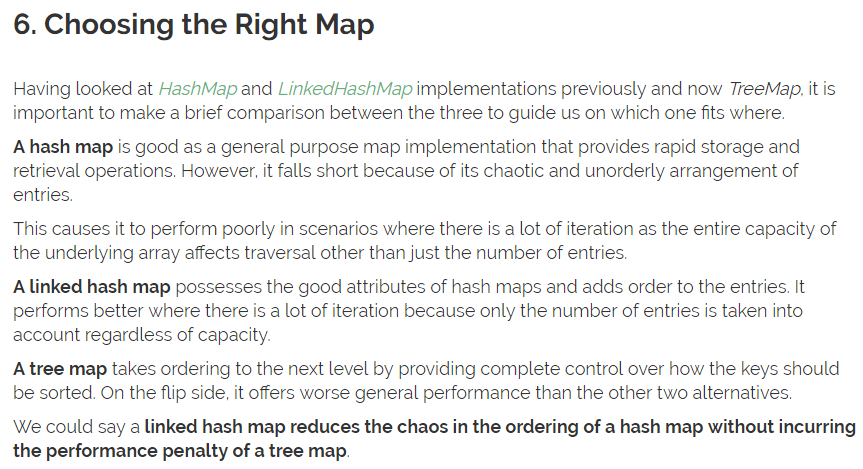 6. Choosing the Right Map
Having looked at HashMap and LinkedHashMap implementations previously and now TreeMap, it is
important to make a brief comparison between the three to guide us on which one fits where.
A hash map is good as a general purpose map implementation that provides rapid storage and
retrieval operations. However, it falls short because of its chaotic and unorderly arrangement of
entries.
This causes it to perform poorly in scenarios where there is a lot of iteration as the entire capacity of
the underlying array affects traversal other than just the number of entries.
A linked hash map possesses the good attributes of hash maps and adds order to the entries. It
performs better where there is a lot of iteration because only the number of entries is taken into
account regardless of capacity.
A tree map takes ordering to the next level by providing complete control over how the keys should
be sorted. On the flip side, it offers worse general performance than the other two alternatives.
We could say a linked hash map reduces the chaos in the ordering of a hash map without incurring
the performance penalty of a tree map.